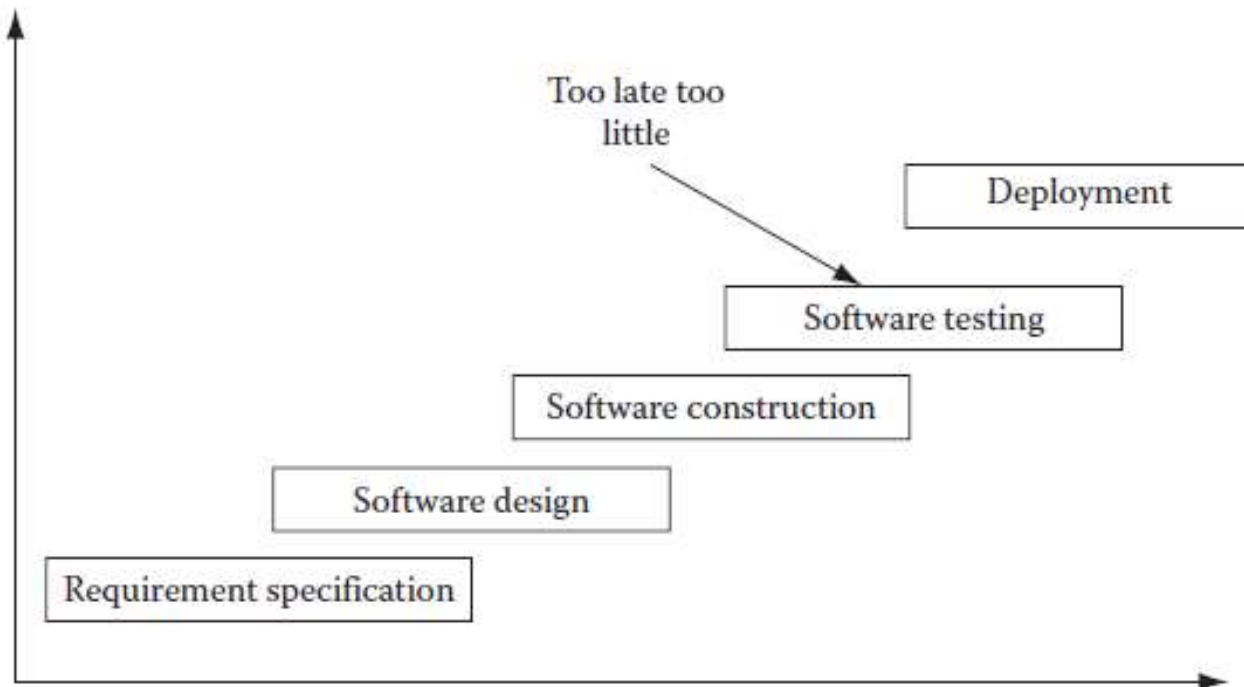 Too late too
little
Deployment
Software testing
Software construction
Software design
Requirement specification